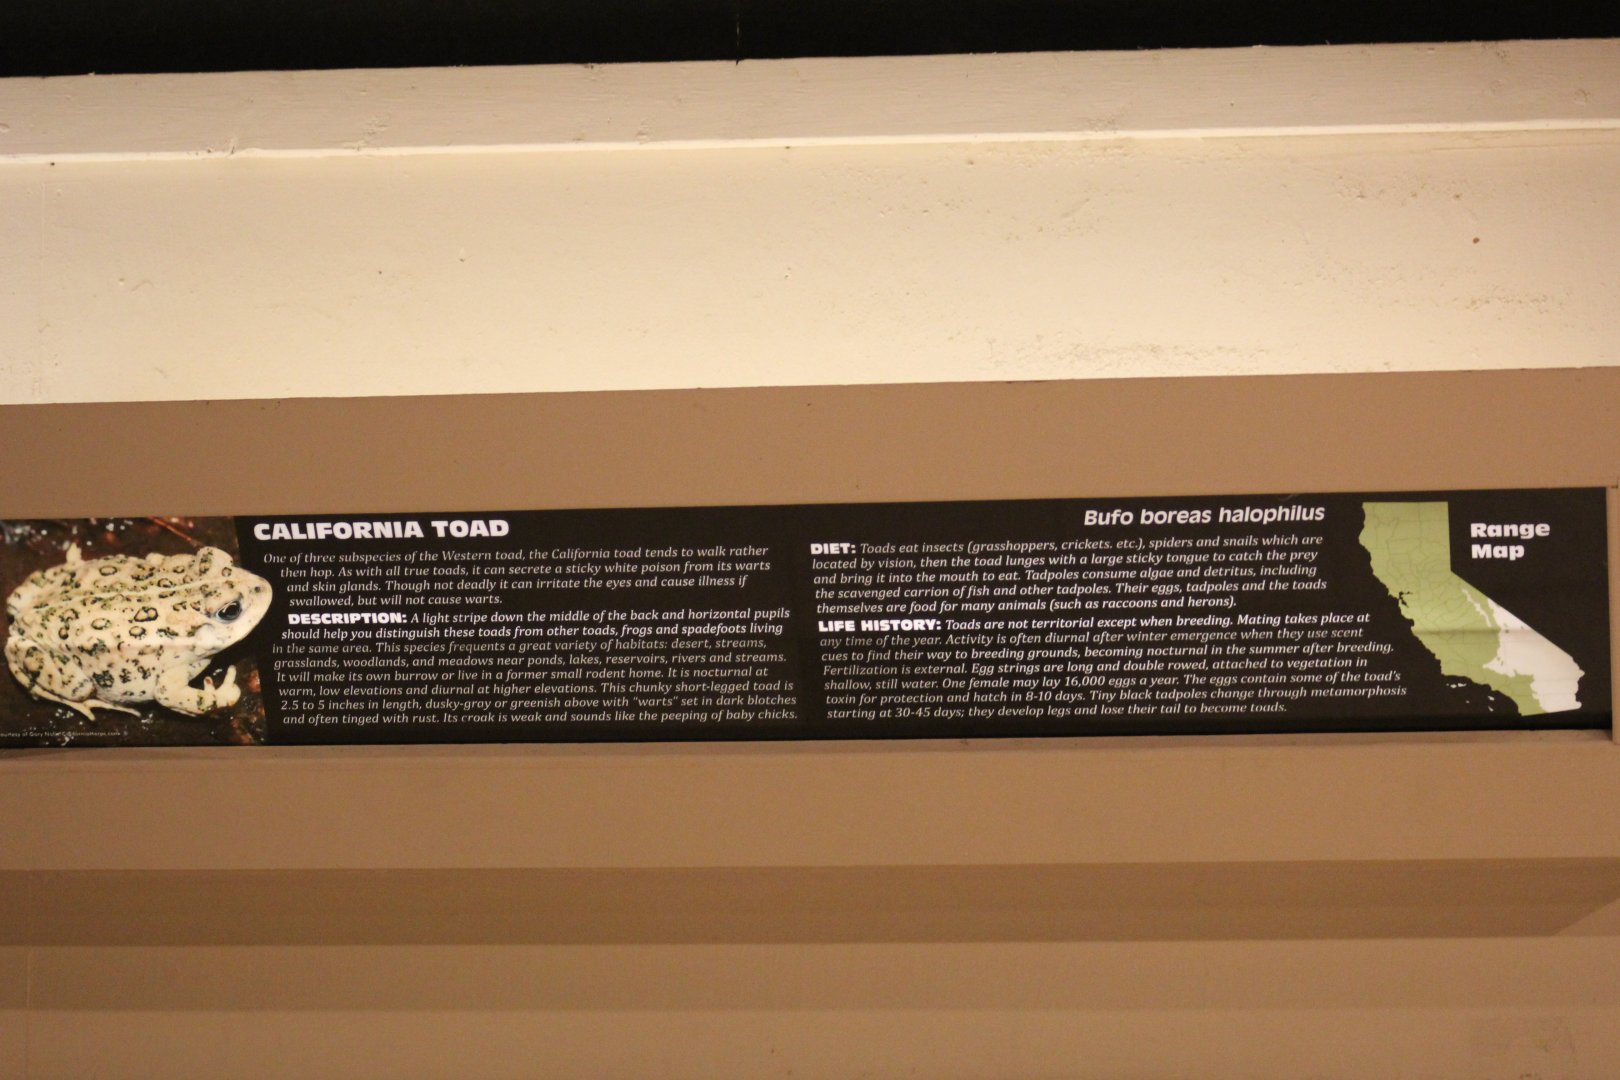 CALIFORNIA TOAD
One of three subspecies of the Western toad, the California toad tends to walk rather
then hop. As with all true toads, it can secrete a sticky white poison from its warts
and skin glands. Though not deadly it can irritate the eyes and cause illness if
swallowed, but will not cause warts.
DESCRIPTION: A light stripe down the middle of the back and horizontal pupils
should help you distinguish these toads from other toads, frogs and spadefoots living
in the same area. This species frequents a great variety of habitats: desert, streams,
grasslands, woodlands, and meadows near ponds, lakes, reservoirs, rivers and streams.
It will make its own burrow or live in a former small rodent home. It is nocturnal at
warm, low elevations and diurnal at higher elevations. This chunky short-legged toad is
2.5 to 5 inches in length, dusky-gray or greenish above with "warts" set in dark blotches
and often tinged with rust. Its croak is weak and sounds like the peeping of baby chicks.
Bufo boreas halophilus
DIET: Toads eat insects (grasshoppers, crickets. etc.), spiders and snails which are
located by vision, then the toad lunges with a large sticky tongue to catch the prey
and bring it into the mouth to eat. Tadpoles consume algae and detritus, including
the scavenged carrion of fish and other tadpoles. Their eggs, tadpoles and the toads
themselves are food for many animals (such as raccoons and herons).
LIFE HISTORY: Toads are not territorial except when breeding. Mating takes place at
any time of the year. Activity is often diurnal after winter emergence when they use scent
cues to find their way to breeding grounds, becoming nocturnal in the summer after breeding.
Fertilization is external. Egg strings are long and double rowed, attached to vegetation in
shallow, still water. One female may lay 16,000 eggs a year. The eggs contain some of the toad's
toxin for protection and hatch in 8-10 days. Tiny black tadpoles change through metamorphosis
starting at 30-45 days; they develop legs and lose their tail to become toads.
Range
Map
of Gary